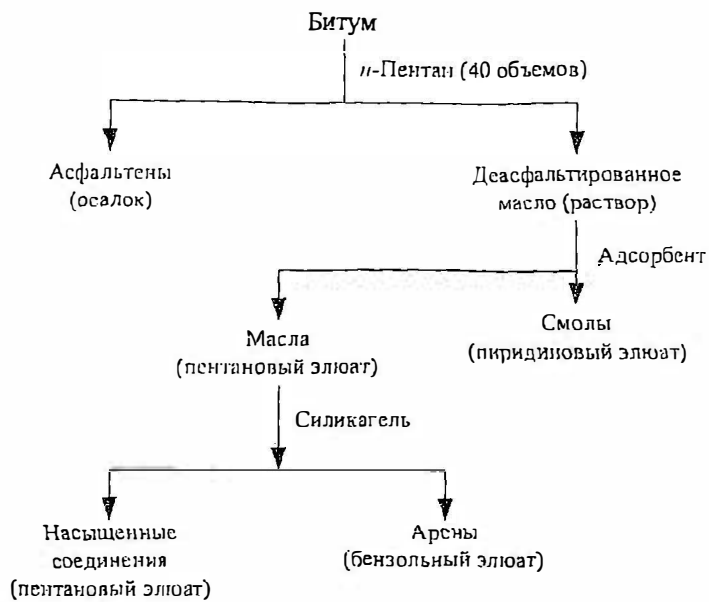 Битум
н-Пентан (40 объемов)
Асфальтены
(осалок)
Деасфальтированное
масло (раствор)
Адсорбент
Масла
(пентановый элюат)
Смолы
(пиридиновый элюат)
Силикагель
Насыщенные
соединения
(пентановый элюат)
Арены
(бензольный элюат)